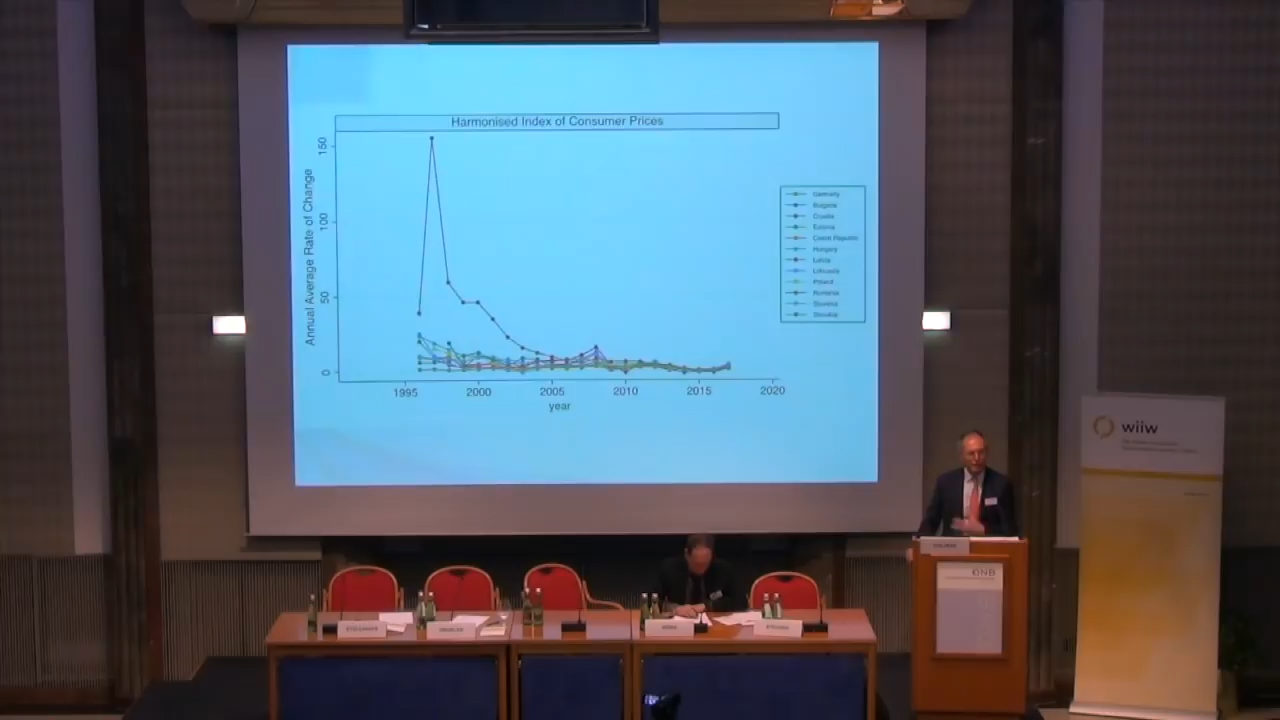 Harmonised Index of Consumer Prices
Annual Average Rate of Change
150
100
50
0
1995 2000 2005 2010 2015 2020
year
Germany
Bulgaria
Croatia
Estonia
Czech Republic
Hungary
Latvia
Lithuania
Poland
Romania
Slovenia
Slovakia
wiiw